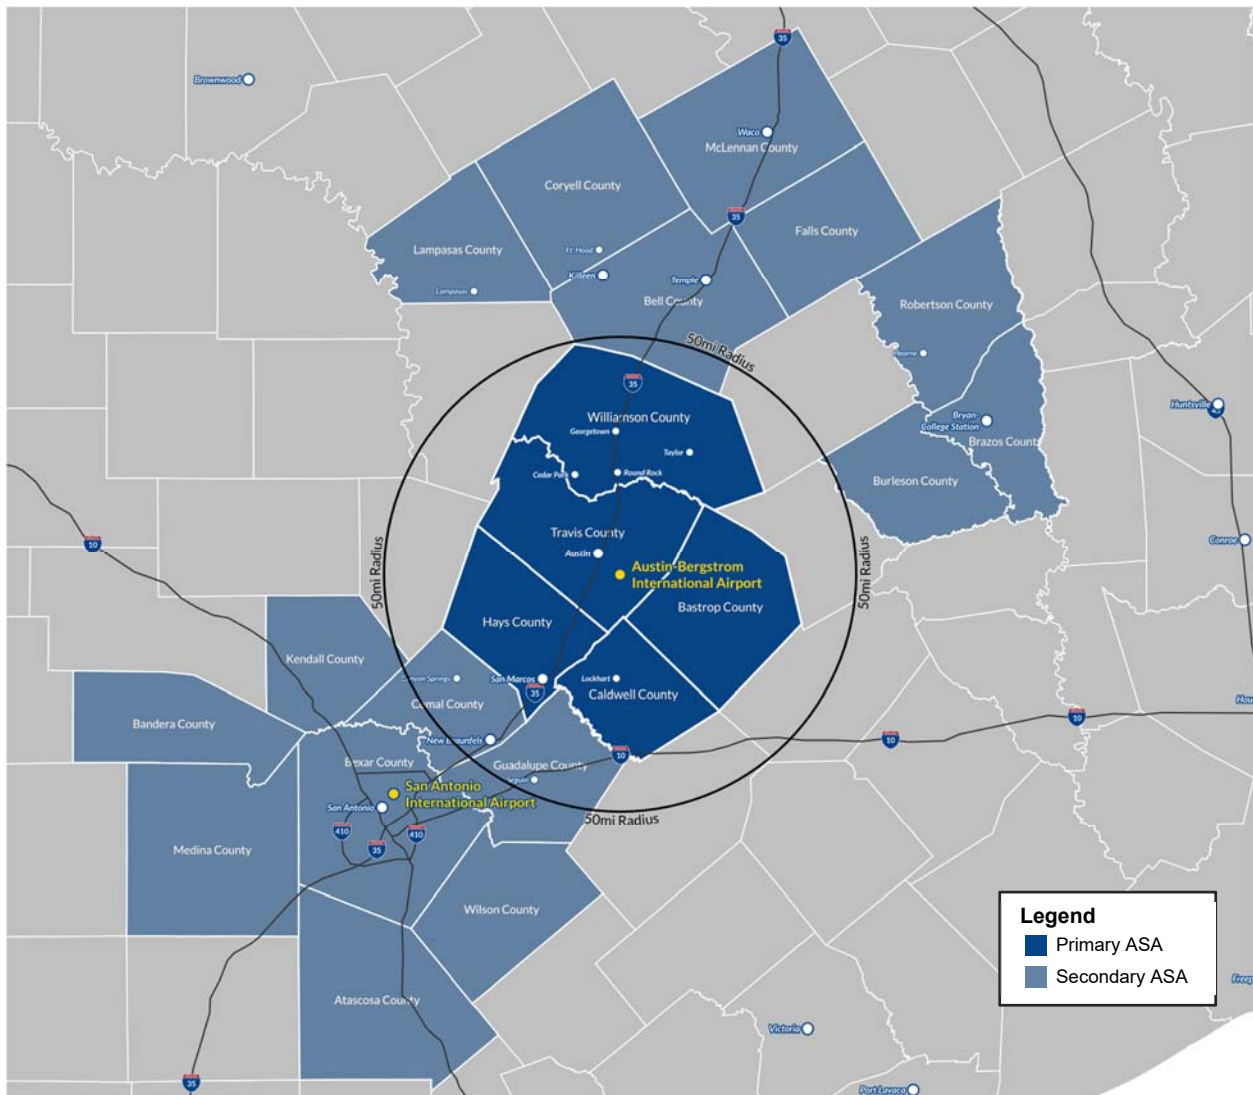 35
Brownwood
Waco
McLennan County
Coryell County
35
Falls County
Lampasas County
Ft. Hood
Killeen
Temple
Lampasas
Bell County
Robertson County
50mi Radius
Hearne
35
Huntsville
45
Williamson County
Georgetown
Bryan-
College Station
Brazos County
Taylor
Cedar Park
Round Rock
Burleson County
Travis County
10
Austin
Conroe
50mi Radius
50mi Radius
Austin-Bergstrom
International Airport
Bastrop County
Hays County
Kendall County
Canyon Springs
San Marcos
Lockhart
35
Caldwell County
Comal County
Bandera County
New Braunfels
10
10
10
Hou
Bexar County
Guadalupe County
Seguin
San Antonio
International Airport
San Antonio
50mi Radius
410
410
35
Medina County
Wilson County
Legend
Primary ASA
Secondary ASA
Freep
Atascosa County
Victoria
35
Port Lavaca